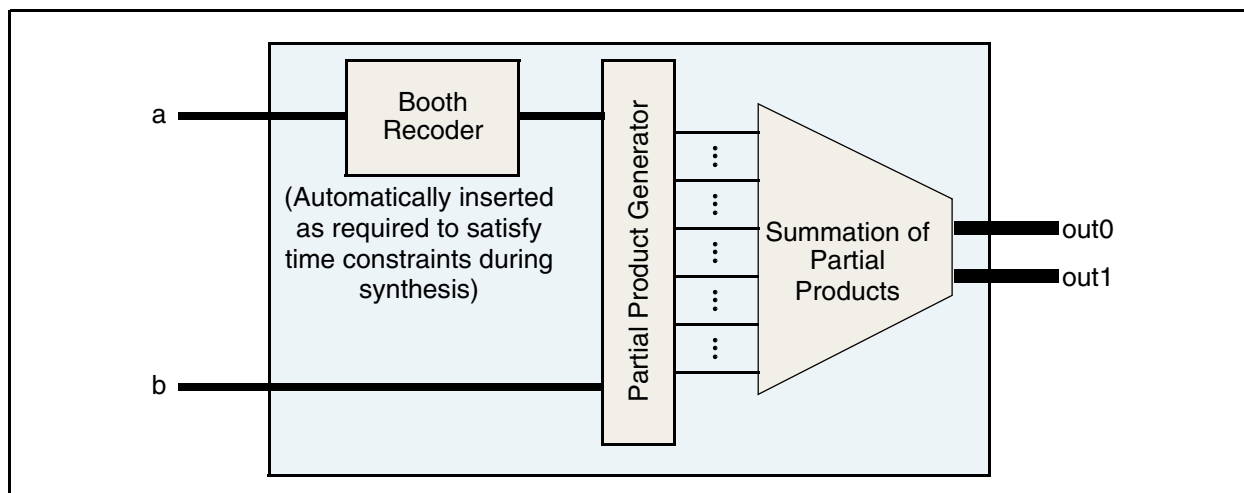 a
Booth
Recoder
(Automatically inserted
as required to satisfy
time constraints during
synthesis)
b
Partial Product Generator
Summation of
Partial
Products
out0
out1